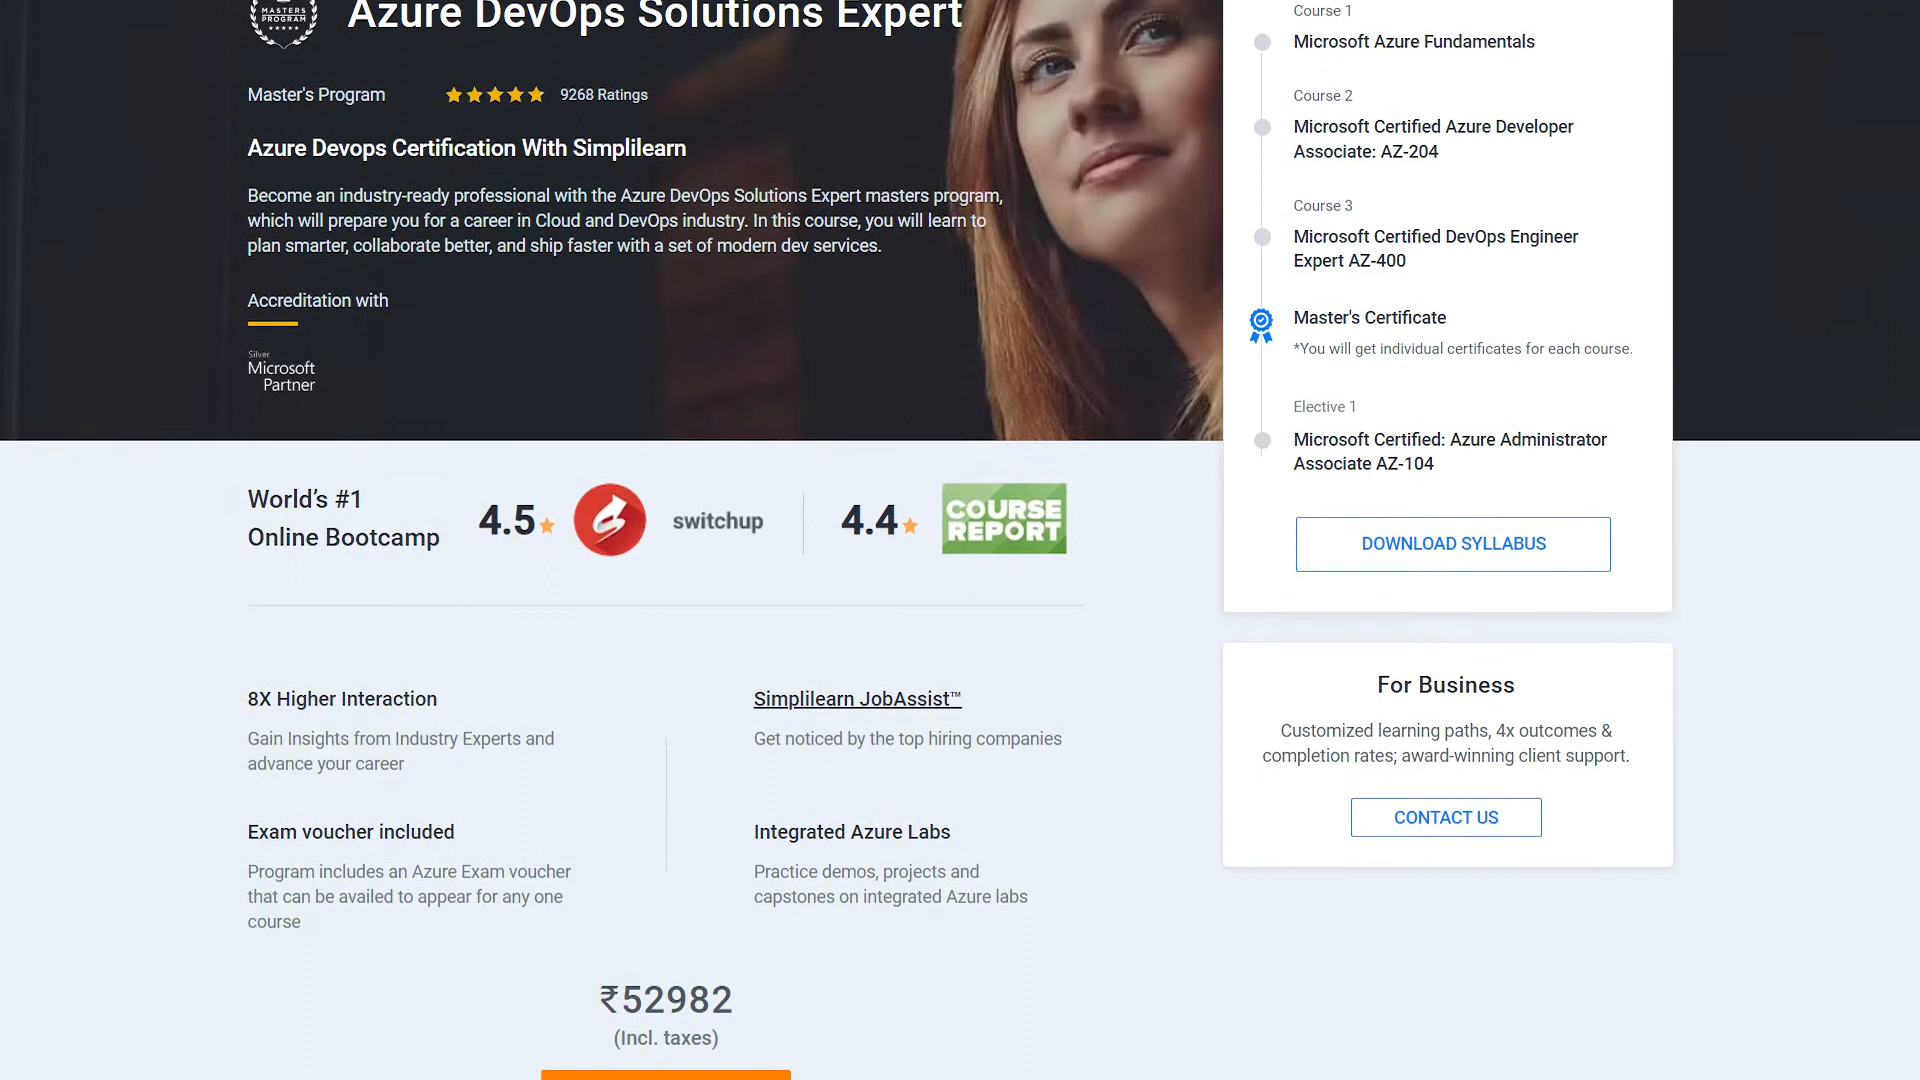 MASTERS
PROGRAM
Azure DevOps Solutions Expert
Master's Program
9268 Ratings
Azure Devops Certification With Simplilearn
Become an industry-ready professional with the Azure DevOps Solutions Expert masters program,
which will prepare you for a career in Cloud and DevOps industry. In this course, you will learn to
plan smarter, collaborate better, and ship faster with a set of modern dev services.
Accreditation with
Silver
Microsoft
Partner
Course 1
Microsoft Azure Fundamentals
Course 2
Microsoft Certified Azure Developer
Associate: AZ-204
Course 3
Microsoft Certified DevOps Engineer
Expert AZ-400
Master's Certificate
*You will get individual certificates for each course.
Elective 1
Microsoft Certified: Azure Administrator
Associate AZ-104
DOWNLOAD SYLLABUS
World’s #1
Online Bootcamp
4.5
switchup
4.4
COURSE
REPORT
8X Higher Interaction
Gain Insights from Industry Experts and
advance your career
Simplilearn JobAssist™
Get noticed by the top hiring companies
Exam voucher included
Program includes an Azure Exam voucher
that can be availed to appear for any one
course
Integrated Azure Labs
Practice demos, projects and
capstones on integrated Azure labs
₹52982
(Incl. taxes)
For Business
Customized learning paths, 4x outcomes &
completion rates; award-winning client support.
CONTACT US